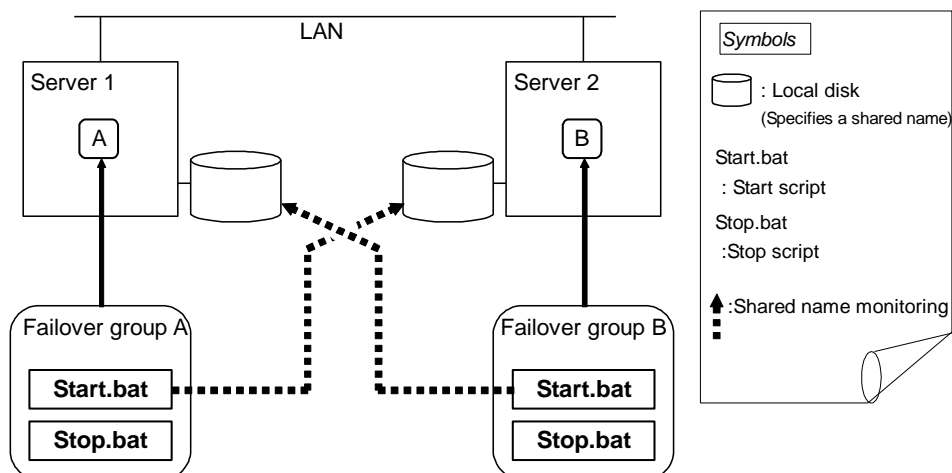 LAN
Server 1
A
Server 2
B
Failover group A
Start.bat
Stop.bat
Failover group B
Start.bat
Stop.bat
Symbols
: Local disk
(Specifies a shared name)
Start.bat
: Start script
Stop.bat
:Stop script
:Shared name monitoring